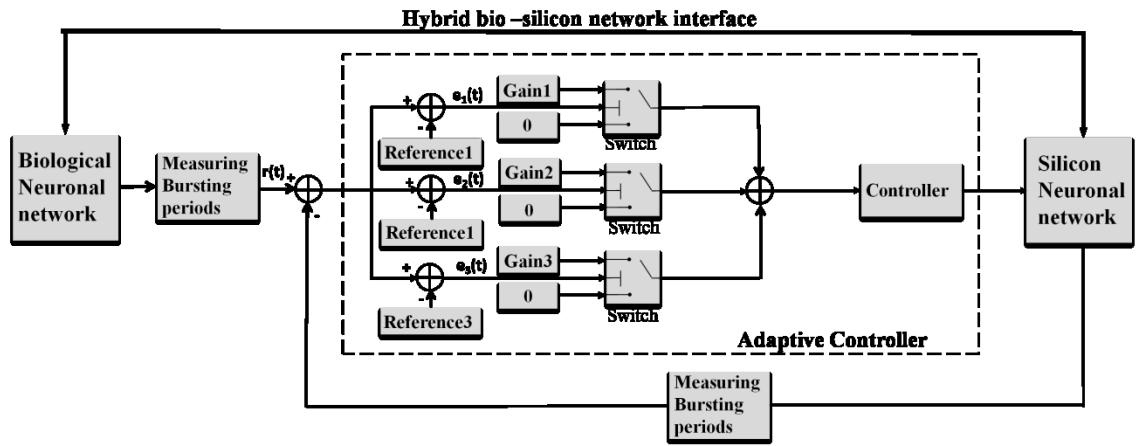 Hybrid bio –silicon network interface
Biological
Neuronal
network
Measuring
Bursting
periods
r(t)
+
-
+
e₁(t)
-
Reference1
Gain1
0
Switch
+
e₂(t)
-
Reference1
Gain2
0
Switch
+
e₃(t)
-
Reference3
Gain3
0
Switch
Controller
Adaptive Controller
Silicon
Neuronal
network
Measuring
Bursting
periods